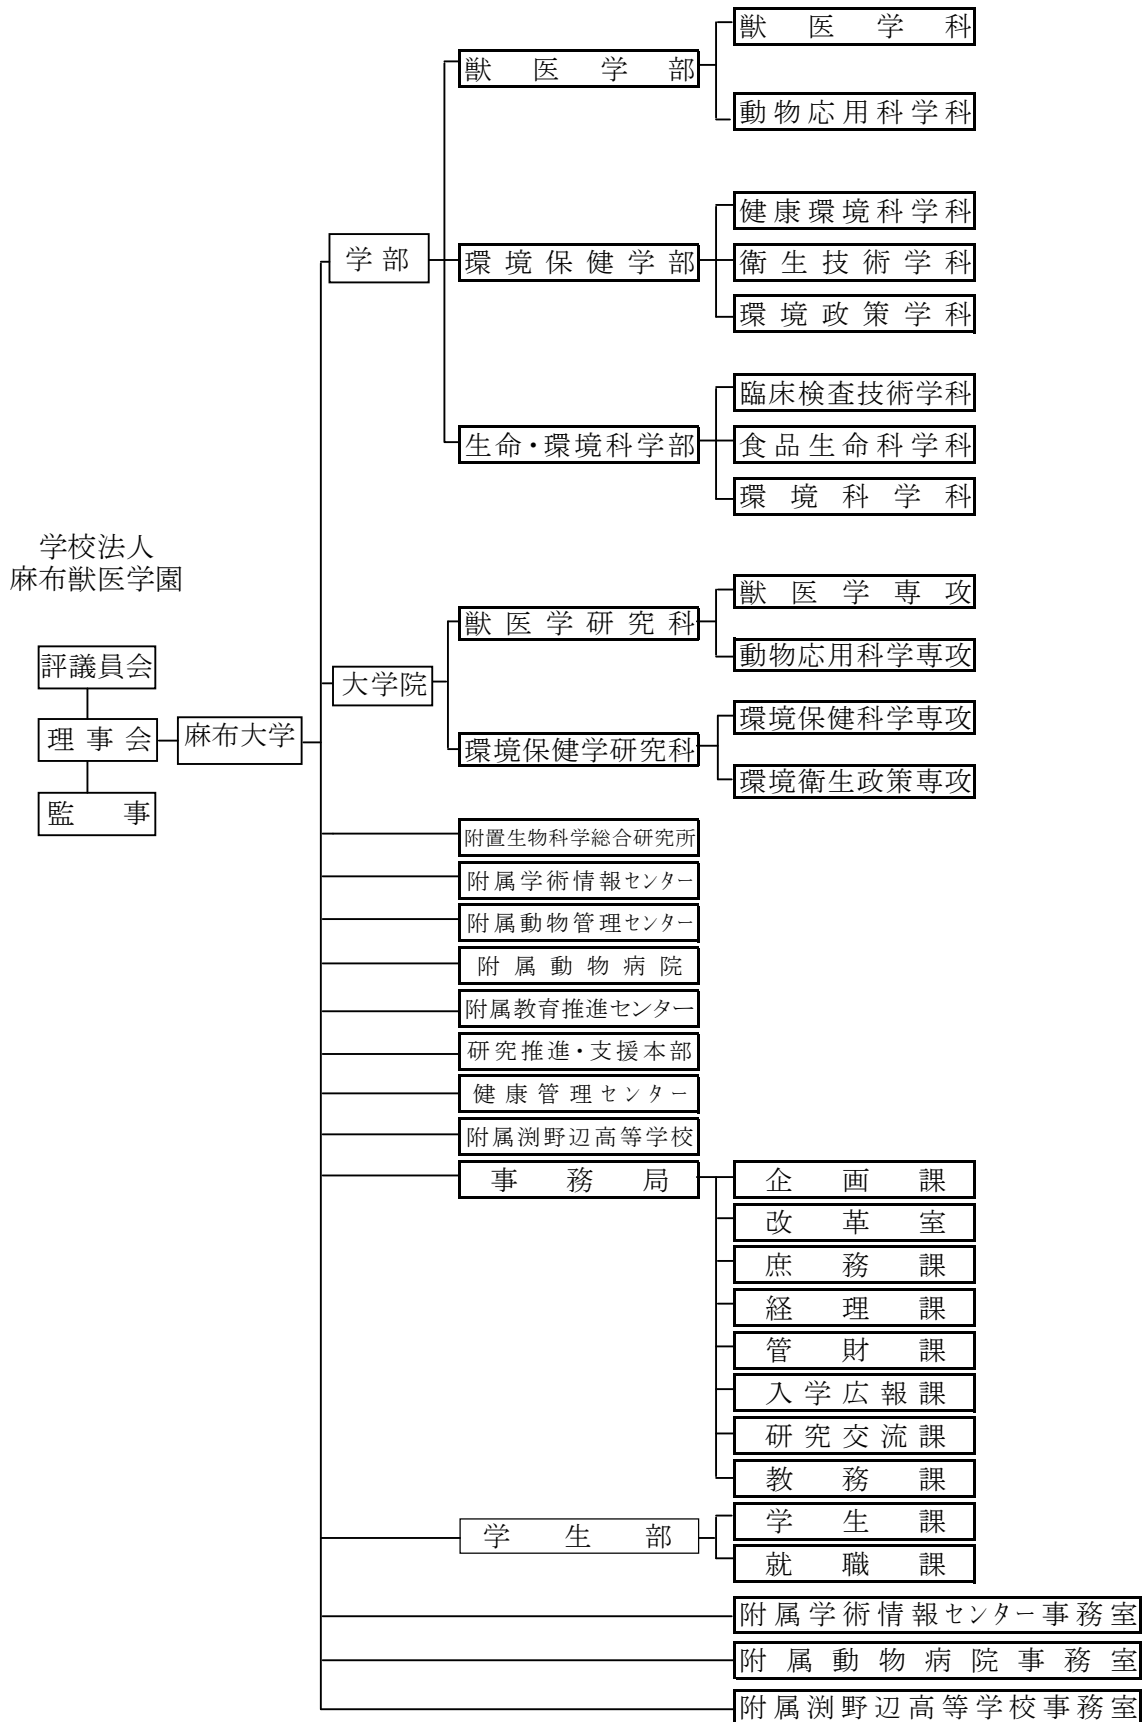 獣医学科
獣医学部
動物応用科学科
健康環境科学科
学部
環境保健学部
衛生技術学科
環境政策学科
臨床検査技術学科
生命・環境科学部
食品生命科学科
環境科学科
学校法人
麻布獣医学園
獣医学専攻
獣医学研究科
評議員会
動物応用科学専攻
大学院
環境保健科学専攻
理事会
麻布大学
環境保健学研究科
環境衛生政策専攻
監事
附置生物科学総合研究所
附属学術情報センター
附属動物管理センター
附属動物病院
附属教育推進センター
研究推進・支援本部
健康管理センター
附属渕野辺高等学校
事務局
企画課
改革室
庶務課
経理課
管財課
入学広報課
研究交流課
教務課
学生部
学生課
就職課
附属学術情報センター事務室
附属動物病院事務室
附属渕野辺高等学校事務室